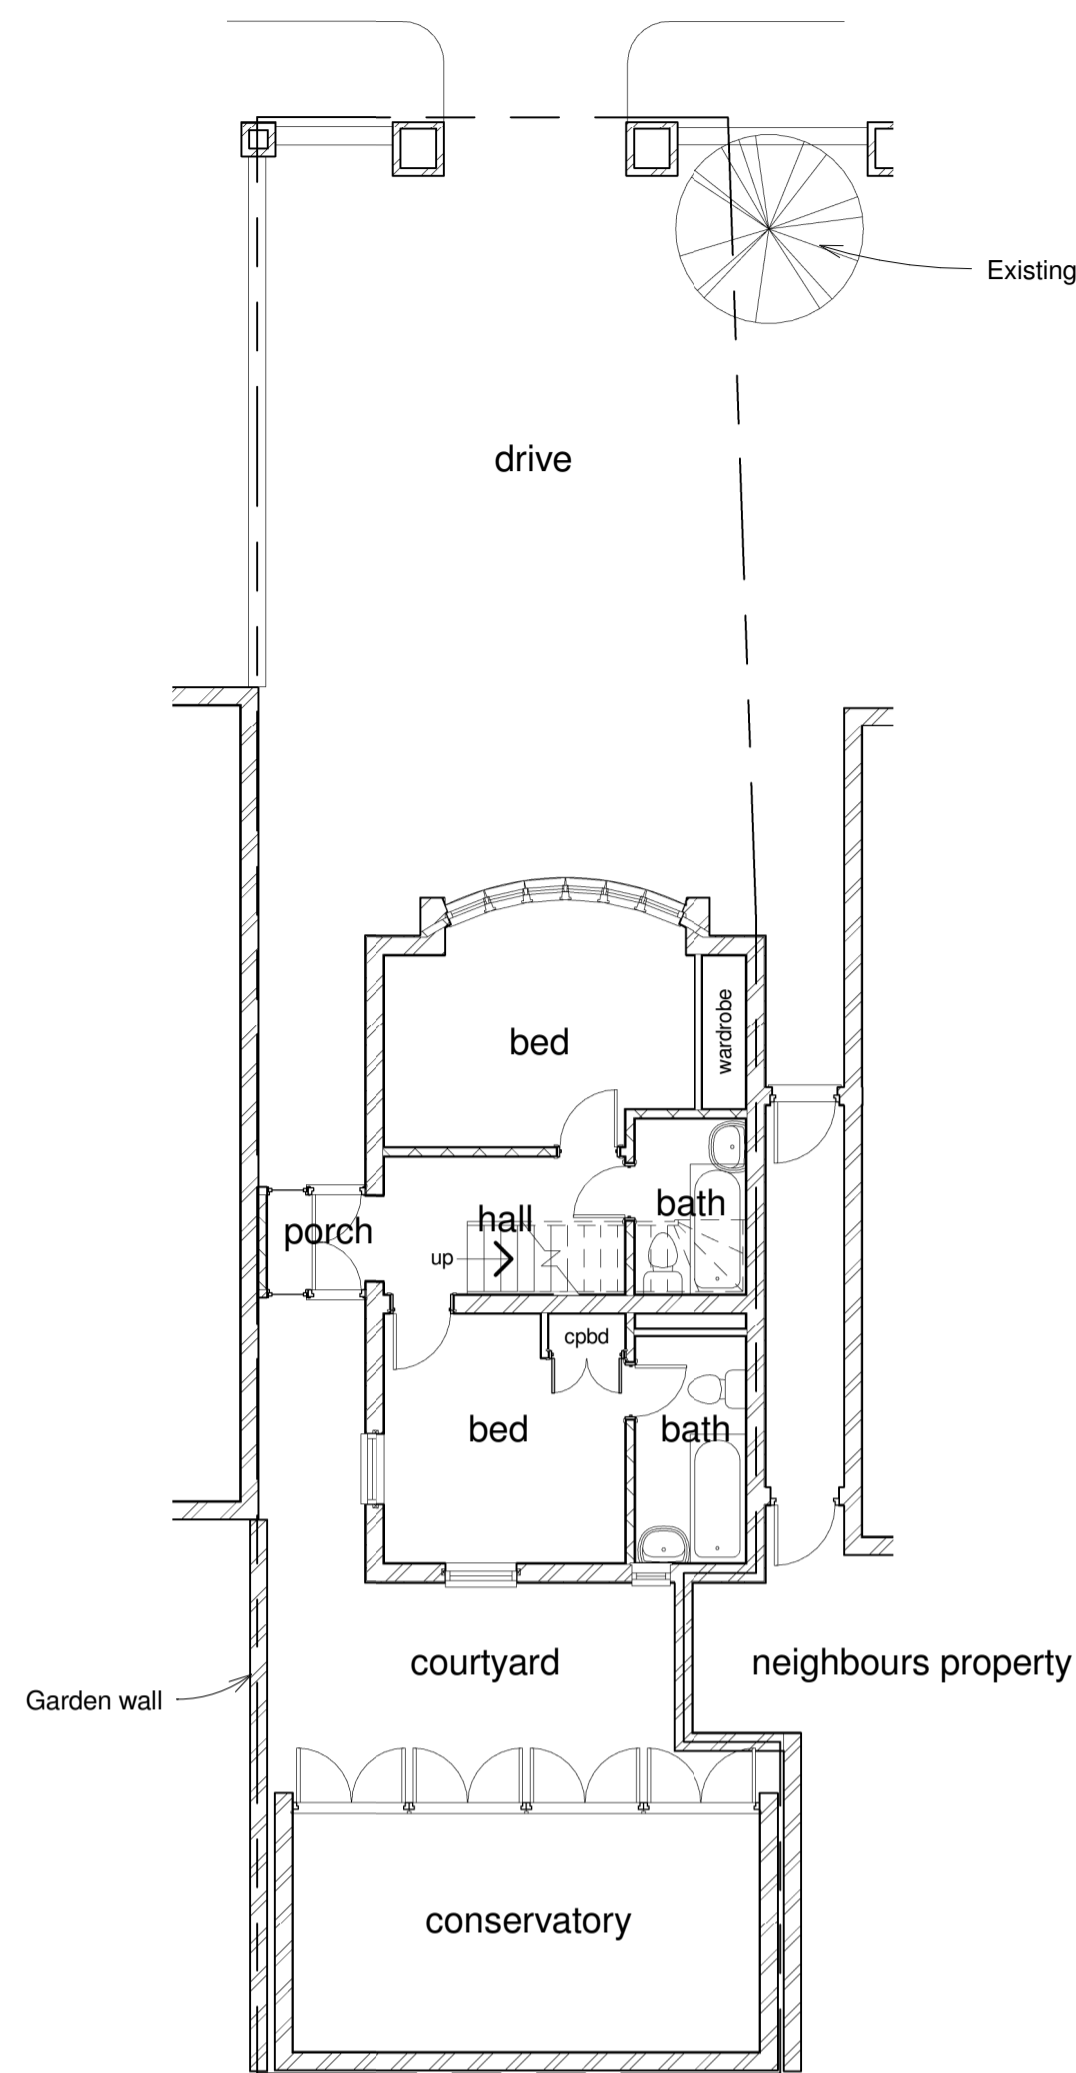 Existing
drive
bed
wardrobe
bath
hall
porch
up
cpbd
bed
bath
courtyard
neighbours property
Garden wall
conservatory